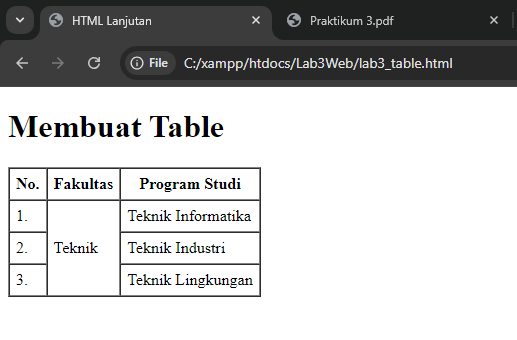 HTML Lanjutan
Praktikum 3.pdf
File C:/xampp/htdocs/Lab3Web/lab3_table.html
Membuat Table
No. Fakultas Program Studi
1. Teknik Informatika
2. Teknik Teknik Industri
3. Teknik Lingkungan